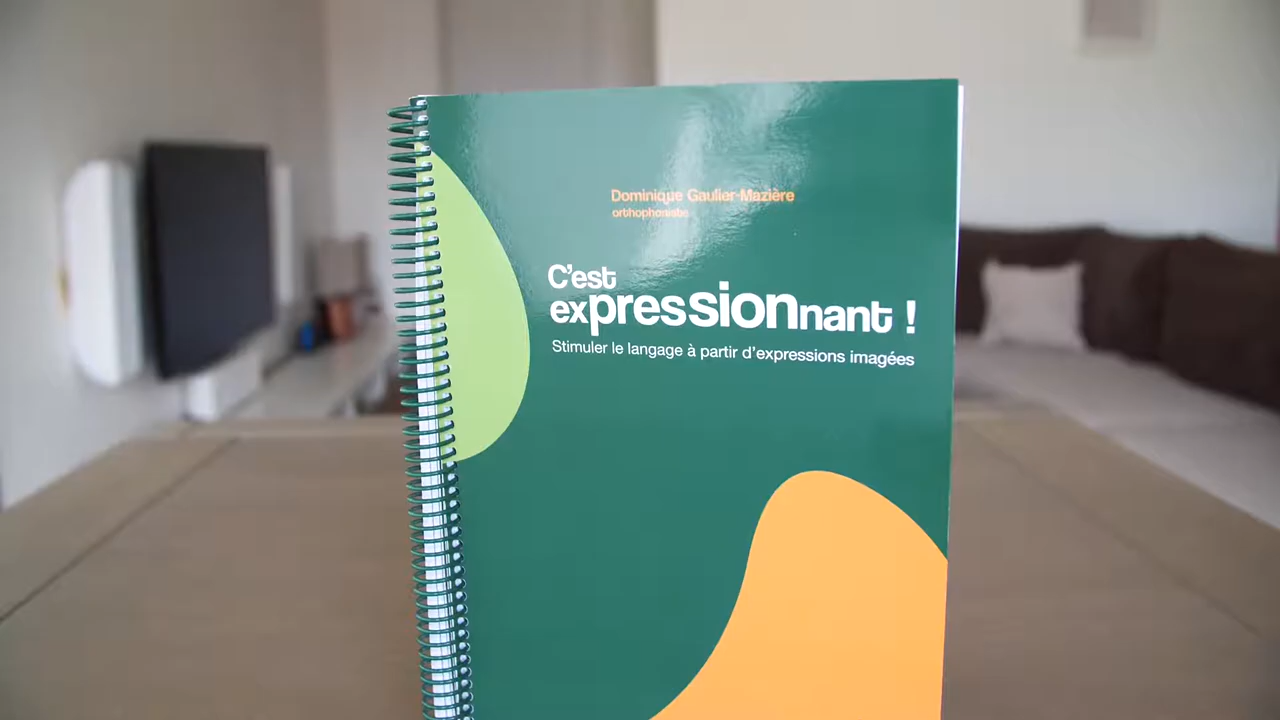 Dominique Gaulier-Mazière
orthophoniste
C'est
expressionnant !
Stimuler le langage à partir d'expressions imagées